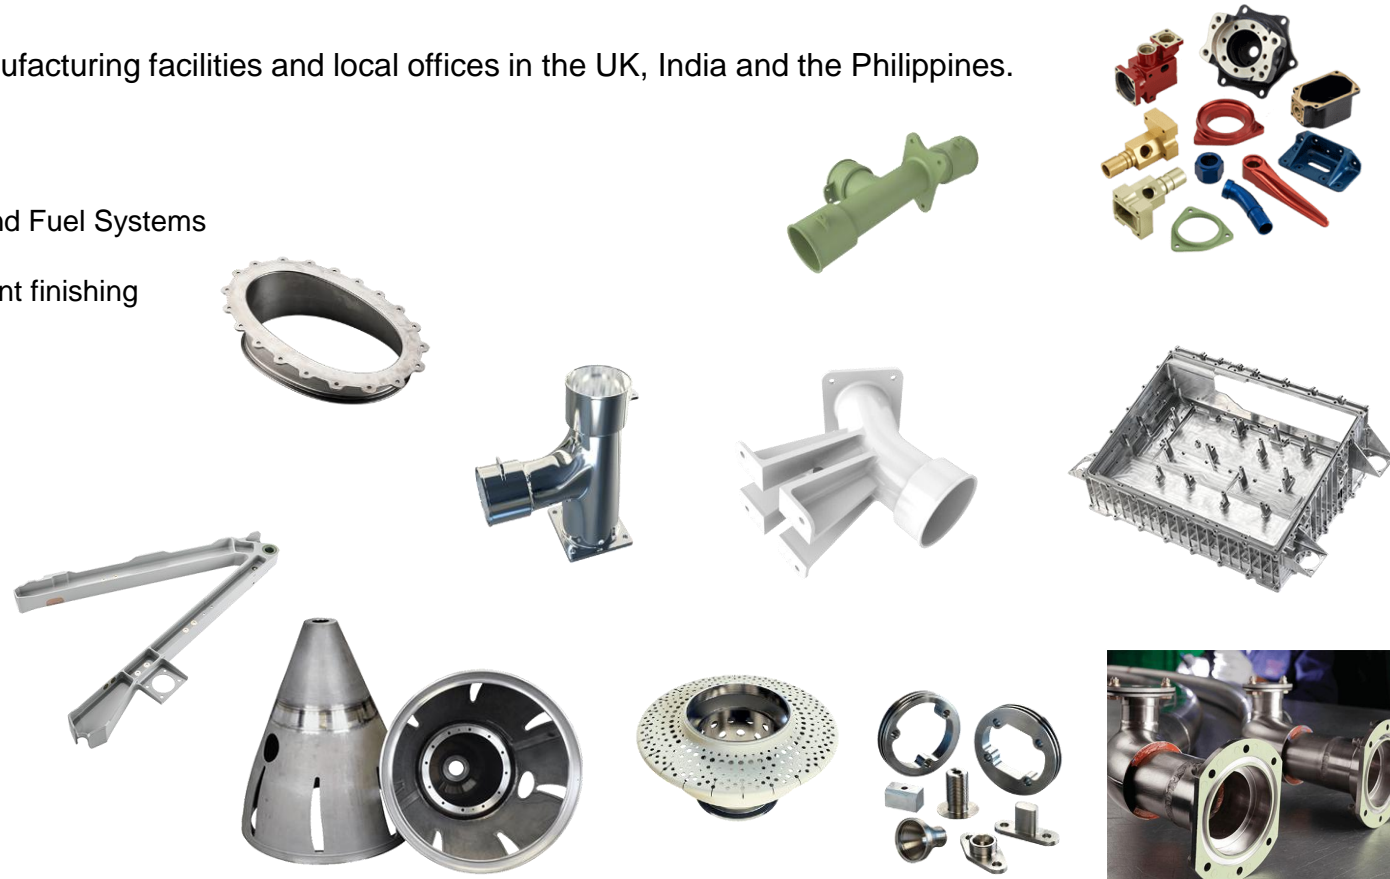 ufacturing facilities and local offices in the UK, India and the Philippines.
nd Fuel Systems
nt finishing